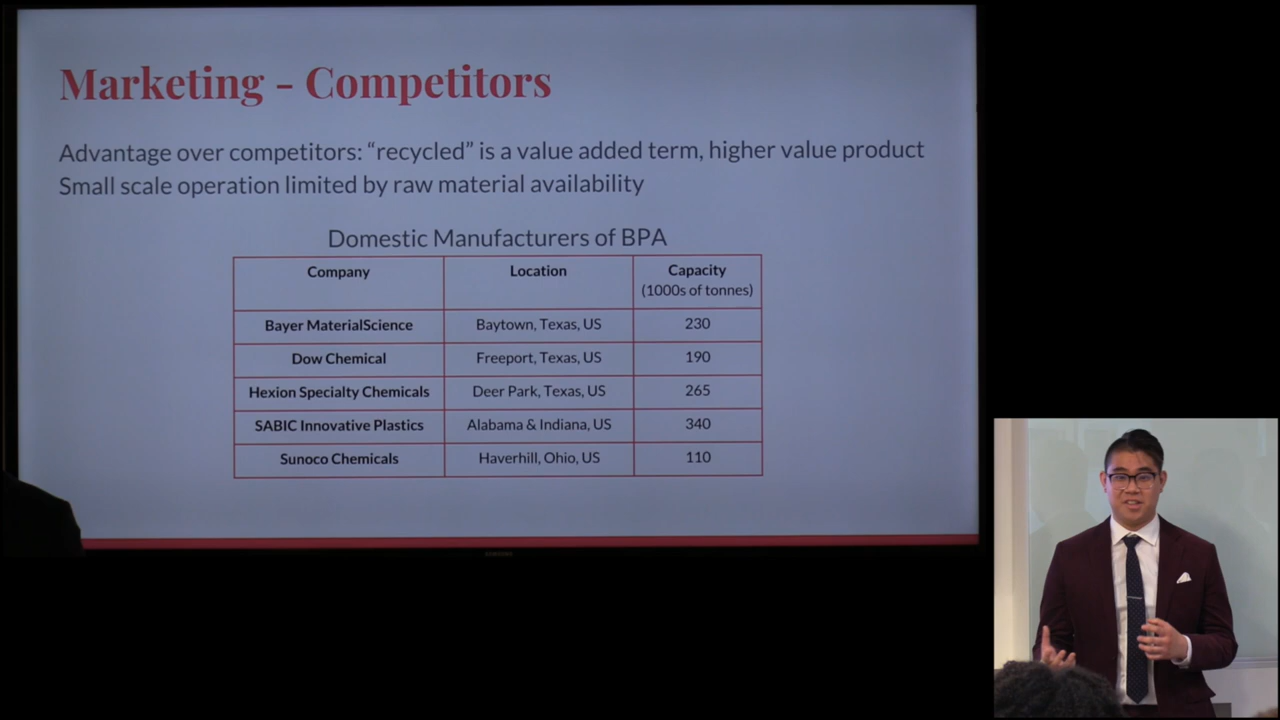 Marketing - Competitors
Advantage over competitors: “recycled” is a value added term, higher value product
Small scale operation limited by raw material availability
Domestic Manufacturers of BPA
Company Location Capacity
(1000s of tonnes)
Bayer MaterialScience Baytown, Texas, US 230
Dow Chemical Freeport, Texas, US 190
Hexion Specialty Chemicals Deer Park, Texas, US 265
SABIC Innovative Plastics Alabama & Indiana, US 340
Sunoco Chemicals Haverhill, Ohio, US 110
SAMSUNG